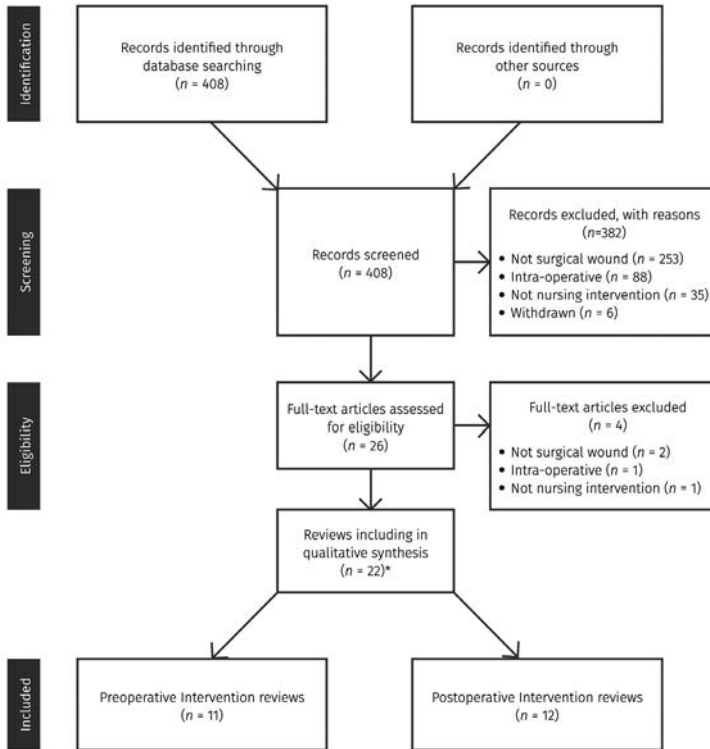 Identification
Records identified through
database searching
(n = 408)
Records identified through
other sources
(n = 0)
Screening
Records screened
(n = 408)
Records excluded, with reasons
(n=382)
• Not surgical wound (n = 253)
• Intra-operative (n = 88)
• Not nursing intervention (n = 35)
• Withdrawn (n = 6)
Eligibility
Full-text articles assessed
for eligibility
(n = 26)
Full-text articles excluded
(n = 4)
• Not surgical wound (n = 2)
• Intra-operative (n = 1)
• Not nursing intervention (n = 1)
Reviews including in
qualitative synthesis
(n = 22)*
Included
Preoperative Intervention reviews
(n = 11)
Postoperative Intervention reviews
(n = 12)